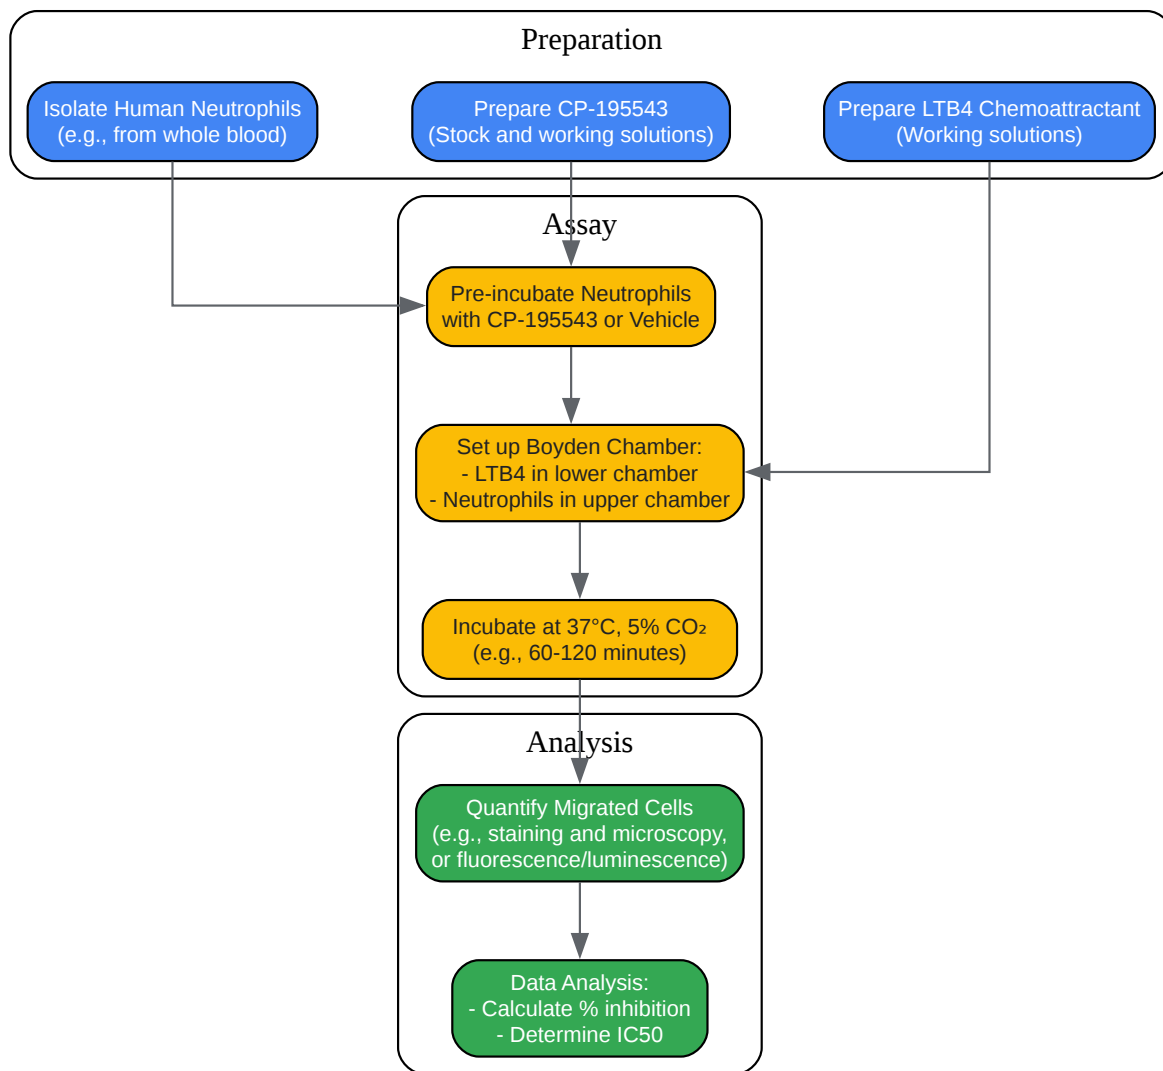 Preparation
Isolate Human Neutrophils
(e.g., from whole blood)
Prepare CP-195543
(Stock and working solutions)
Prepare LTB4 Chemoattractant
(Working solutions)
Assay
Pre-incubate Neutrophils
with CP-195543 or Vehicle
Set up Boyden Chamber:
- LTB4 in lower chamber
- Neutrophils in upper chamber
Incubate at 37°C, 5% CO₂
(e.g., 60-120 minutes)
Analysis
Quantify Migrated Cells
(e.g., staining and microscopy,
or fluorescence/luminescence)
Data Analysis:
- Calculate % inhibition
- Determine IC50